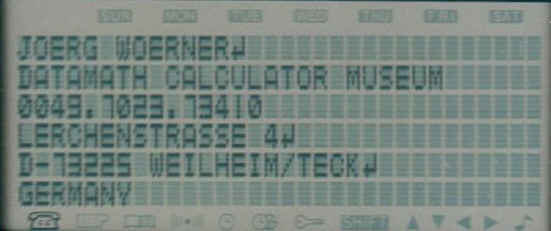 SUN MON TUE WED THU FRI SAT
JOERG WOERNER↲
DATAMATH CALCULATOR MUSEUM
0049.7023.73410
LERCHENSTRASSE 4↲
D-73225 WEILHEIM/TECK↲
GERMANY
SHIFT